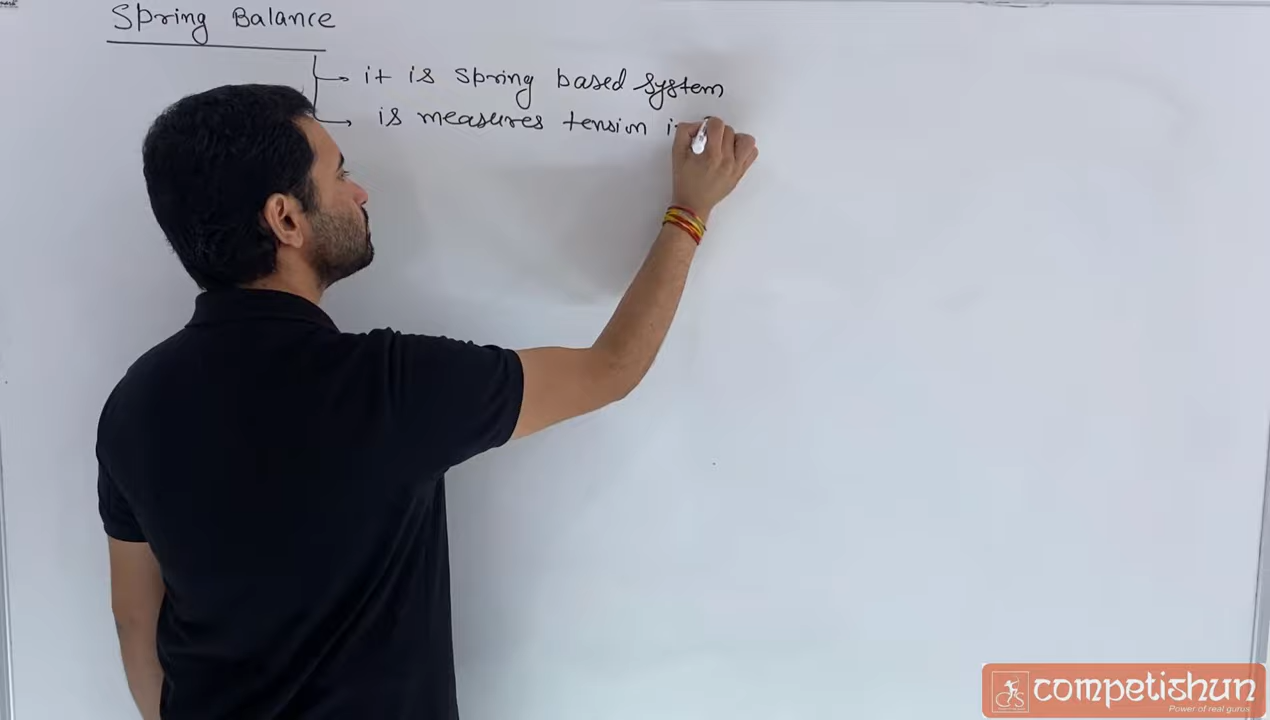 Spring Balance
it is spring based system
is measures tension
competishun
Power of real gurus